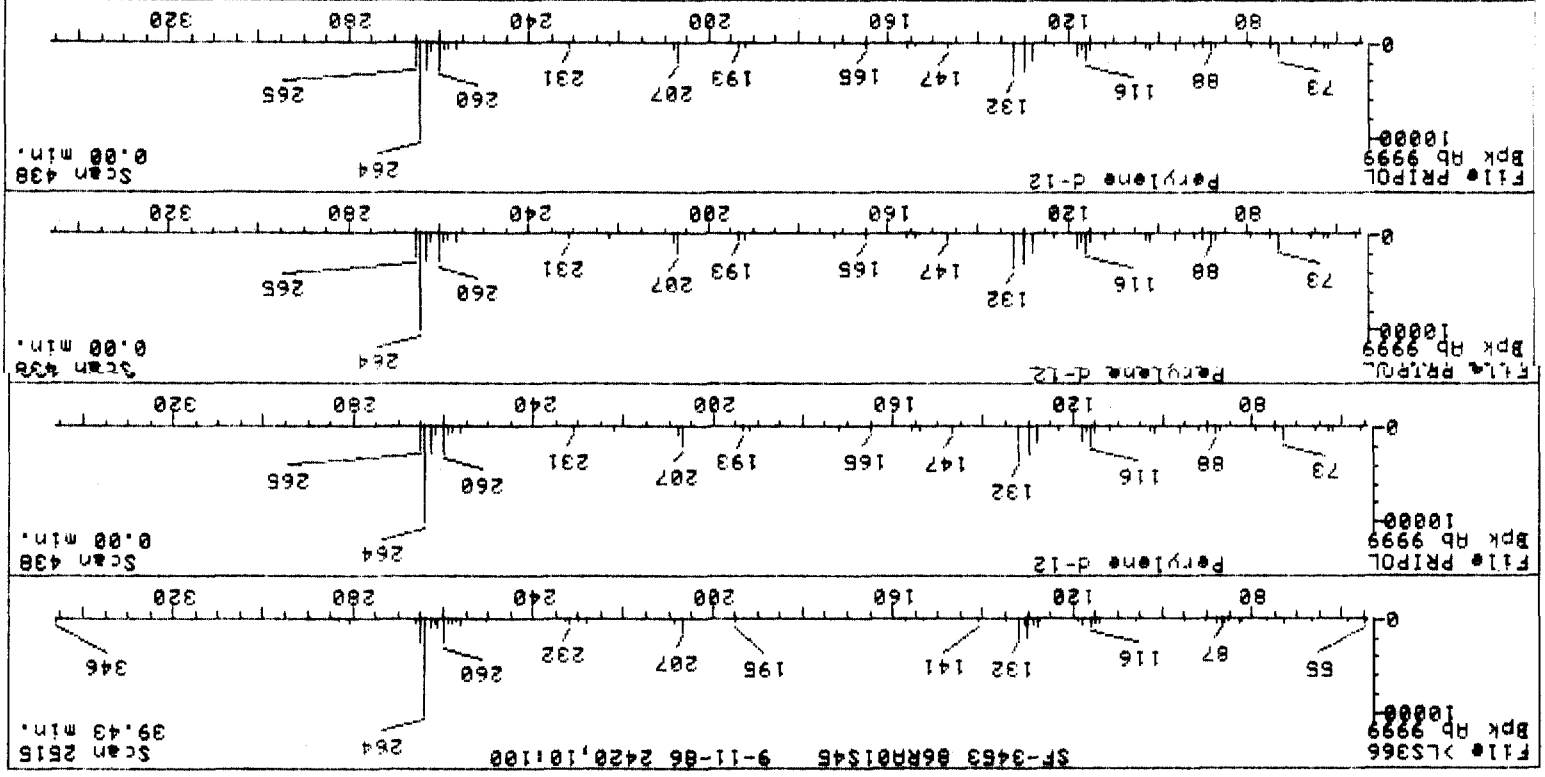 File >LS366 SF-3453 86RA01S45 9-11-86 2420,10:100 Scan 2515
Bpk Ab 9999 39.43 min.
10000
264
55 87 116 132 141 195 207 232 260 346
0
80 120 160 200 240 280 320
File PRIPOL Perylene d-12 Scan 438
Bpk Ab 9999 0.00 min.
10000
264
265
73 88 116 132 147 165 193 207 231 260
0
80 120 160 200 240 280 320
File PRIPOL Perylene d-12 Scan 438
Bpk Ab 9999 0.00 min.
10000
264
265
73 88 116 132 147 165 193 207 231 260
0
80 120 160 200 240 280 320
File PRIPOL Perylene d-12 Scan 438
Bpk Ab 9999 0.00 min.
10000
264
265
73 88 116 132 147 165 193 207 231 260
0
80 120 160 200 240 280 320